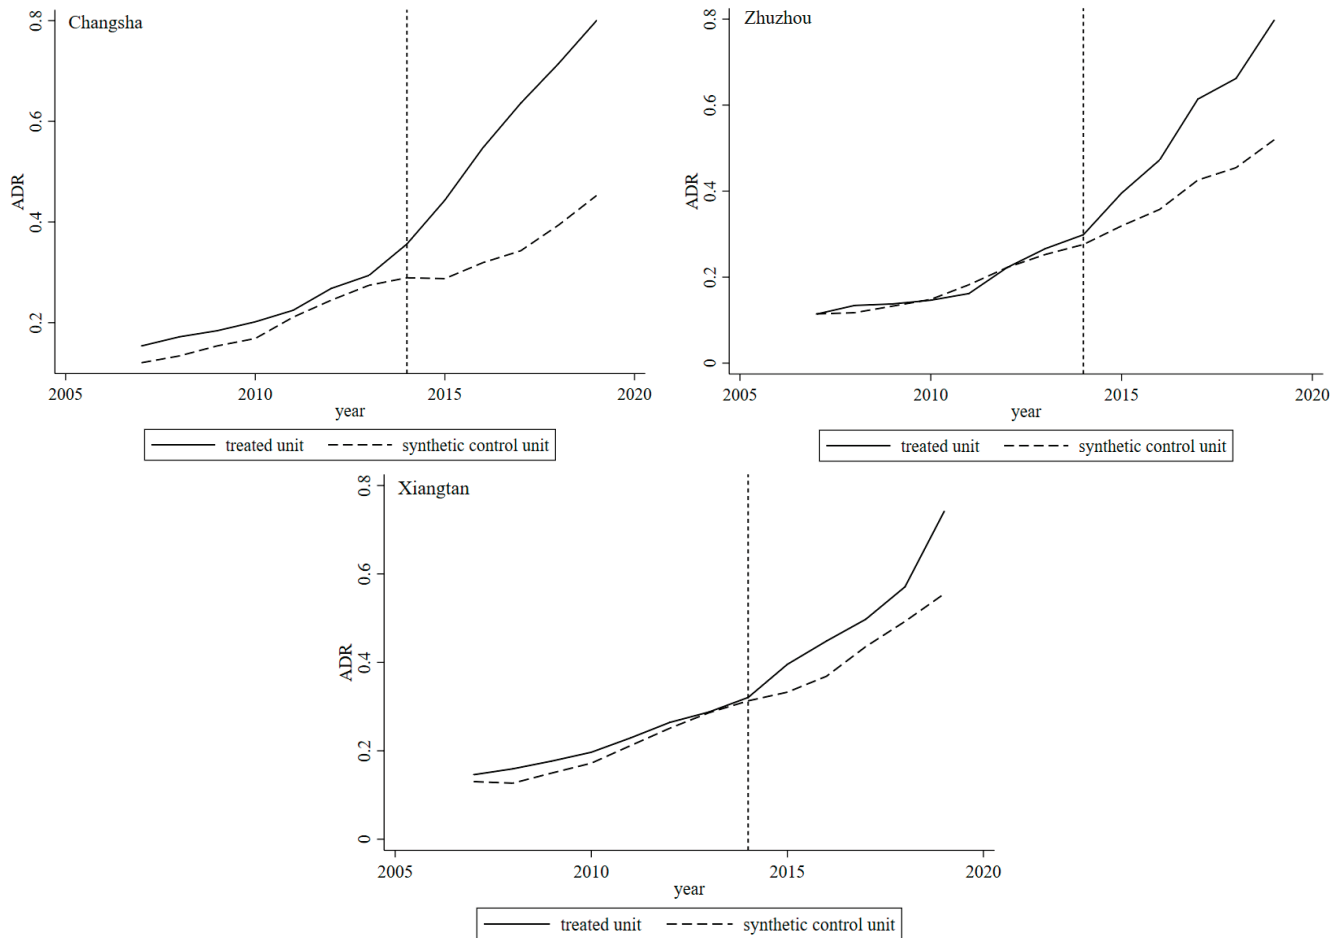 Changsha
0.8
0.6
0.4
0.2
ADR
2005 2010 2015 2020
year
treated unit synthetic control unit
Zhuzhou
0.8
0.6
0.4
0.2
0
ADR
2005 2010 2015 2020
year
treated unit synthetic control unit
Xiangtan
0.8
0.6
0.4
0.2
0
ADR
2005 2010 2015 2020
year
treated unit synthetic control unit